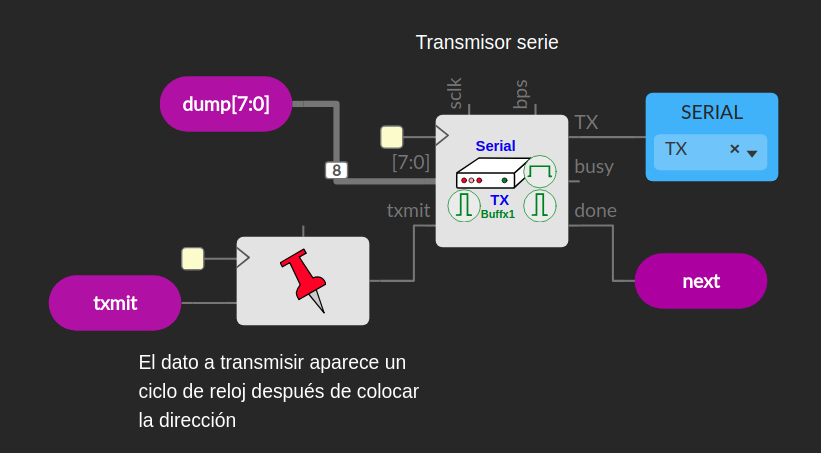 Transmisor serie
dump[7:0]
sclk
bps
SERIAL
TX
TX
×
Serial
[7:0]
8
busy
TX
Buffx1
txmit
done
txmit
next
El dato a transmisir aparece un
ciclo de reloj después de colocar
la dirección